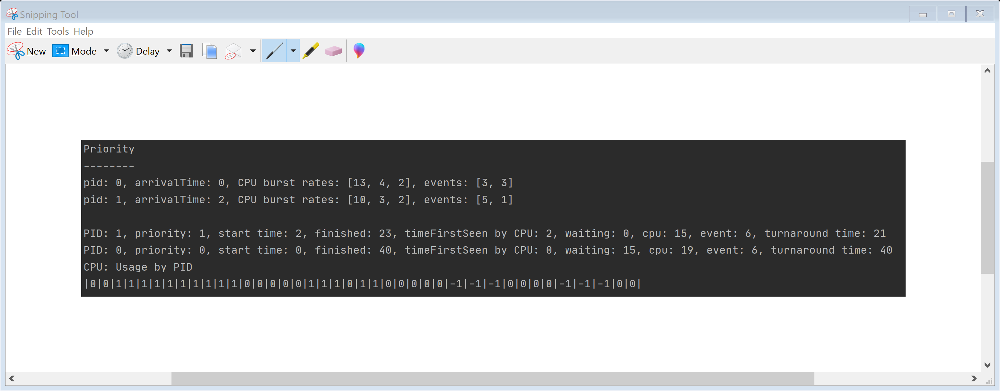 Snipping Tool
File Edit Tools Help
New Mode Delay
Priority
--------
pid: 0, arrivalTime: 0, CPU burst rates: [13, 4, 2], events: [3, 3]
pid: 1, arrivalTime: 2, CPU burst rates: [10, 3, 2], events: [5, 1]
PID: 1, priority: 1, start time: 2, finished: 23, timeFirstSeen by CPU: 2, waiting: 0, cpu: 15, event: 6, turnaround time: 21
PID: 0, priority: 0, start time: 0, finished: 40, timeFirstSeen by CPU: 0, waiting: 15, cpu: 19, event: 6, turnaround time: 40
CPU: Usage by PID
|0|0|1|1|1|1|1|1|1|1|1|1|0|0|0|0|0|1|1|1|0|1|1|0|0|0|0|0|-1|-1|-1|0|0|0|0|-1|-1|-1|0|0|